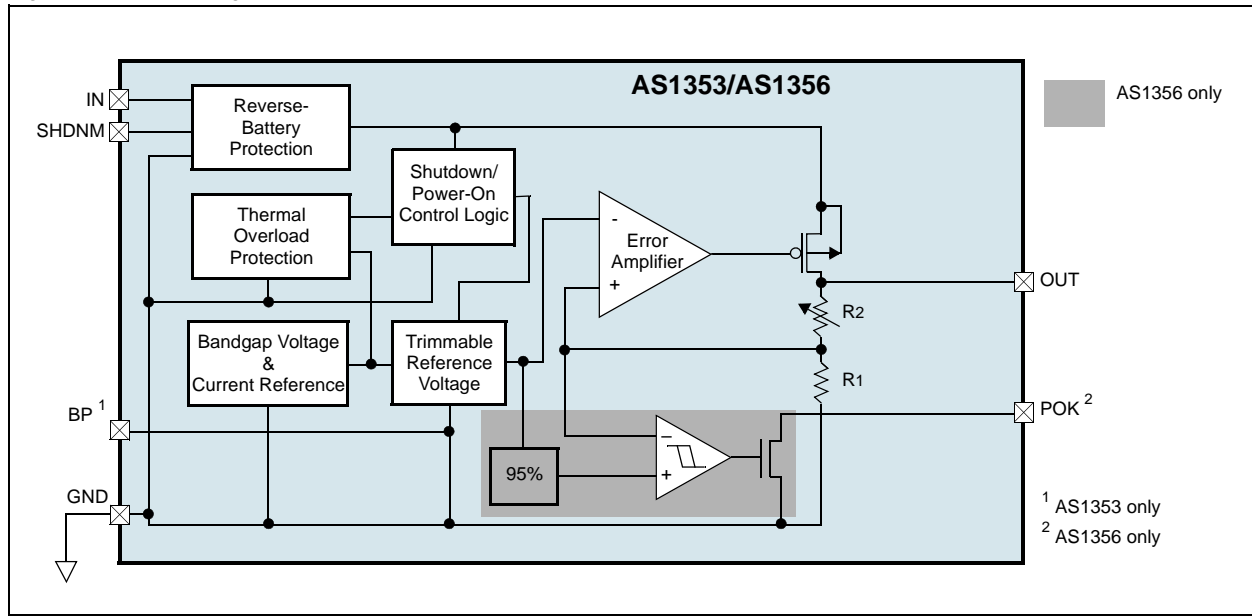 AS1353/AS1356
AS1356 only
IN
SHDNM
Reverse-
Battery
Protection
Shutdown/
Power-On
Control Logic
Thermal
Overload
Protection
-
Error
Amplifier
+
OUT
R2
Bandgap Voltage
&
Current Reference
Trimmable
Reference
Voltage
R1
BP 1
POK 2
–
95%
+
GND
1 AS1353 only
2 AS1356 only